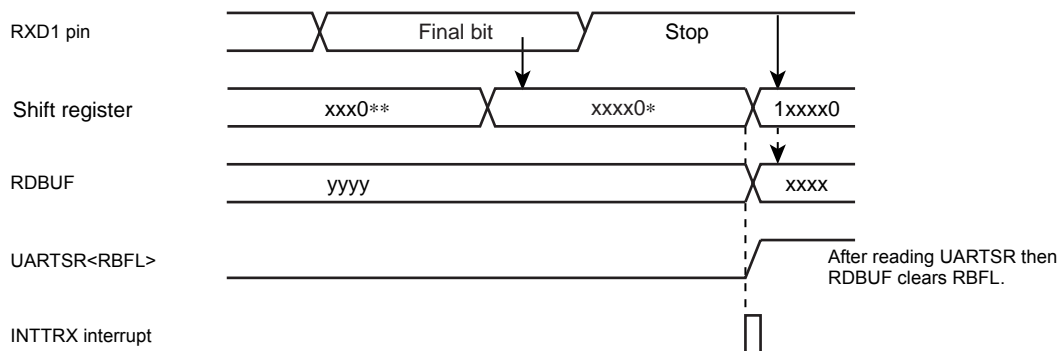 RXD1 pin
Final bit
Stop
Shift register
xxx0**
xxxx0*
1xxxx0
RDBUF
yyyy
xxxx
UARTSR<RBFL>
After reading UARTSR then
RDBUF clears RBFL.
INTTRX interrupt